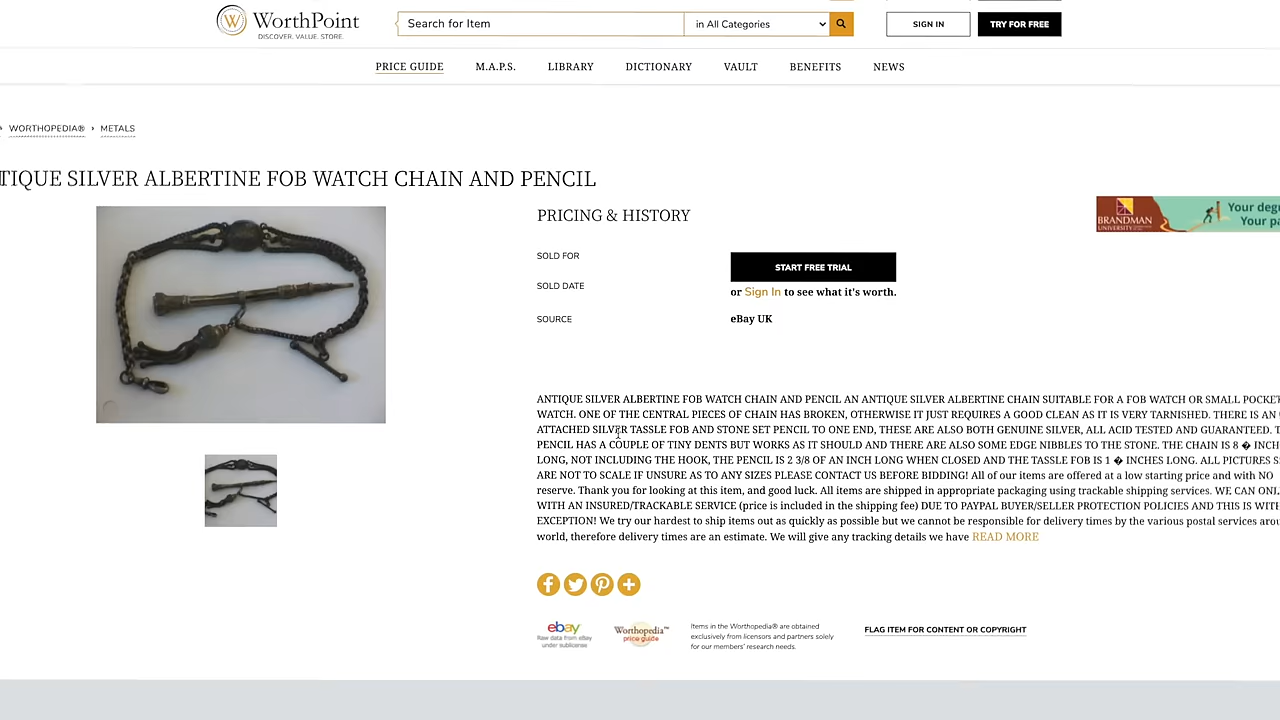 WORTHPOINT
DISCOVER. VALUE. STORE.
Search for Item
in All Categories
SIGN IN
TRY FOR FREE
PRICE GUIDE
M.A.P.S.
LIBRARY
DICTIONARY
VAULT
BENEFITS
NEWS
› WORTHOPEDIA® › METALS
TIQUE SILVER ALBERTINE FOB WATCH CHAIN AND PENCIL
PRICING & HISTORY
BRANDMAN
UNIVERSITY
Your degr
Your pa
SOLD FOR
START FREE TRIAL
SOLD DATE
or Sign In to see what it's worth.
SOURCE
eBay UK
ANTIQUE SILVER ALBERTINE FOB WATCH CHAIN AND PENCIL AN ANTIQUE SILVER ALBERTINE CHAIN SUITABLE FOR A FOB WATCH OR SMALL POCKET
WATCH. ONE OF THE CENTRAL PIECES OF CHAIN HAS BROKEN, OTHERWISE IT JUST REQUIRES A GOOD CLEAN AS IT IS VERY TARNISHED. THERE IS AN
ATTACHED SILVER TASSLE FOB AND STONE SET PENCIL TO ONE END, THESE ARE ALSO BOTH GENUINE SILVER, ALL ACID TESTED AND GUARANTEED. T
PENCIL HAS A COUPLE OF TINY DENTS BUT WORKS AS IT SHOULD AND THERE ARE ALSO SOME EDGE NIBBLES TO THE STONE. THE CHAIN IS 8 � INCH
LONG, NOT INCLUDING THE HOOK, THE PENCIL IS 2 3/8 OF AN INCH LONG WHEN CLOSED AND THE TASSLE FOB IS 1 � INCHES LONG. ALL PICTURES S
ARE NOT TO SCALE IF UNSURE AS TO ANY SIZES PLEASE CONTACT US BEFORE BIDDING! All of our items are offered at a low starting price and with NO
reserve. Thank you for looking at this item, and good luck. All items are shipped in appropriate packaging using trackable shipping services. WE CAN ONL
WITH AN INSURED/TRACKABLE SERVICE (price is included in the shipping fee) DUE TO PAYPAL BUYER/SELLER PROTECTION POLICIES AND THIS IS WITH
EXCEPTION! We try our hardest to ship items out as quickly as possible but we cannot be responsible for delivery times by the various postal services arou
world, therefore delivery times are an estimate. We will give any tracking details we have READ MORE
ebay
Raw data from eBay
under sublicense
Worthopedia™
price guide
Items in the Worthopedia® are obtained
exclusively from licensors and partners solely
for our members' research needs.
FLAG ITEM FOR CONTENT OR COPYRIGHT